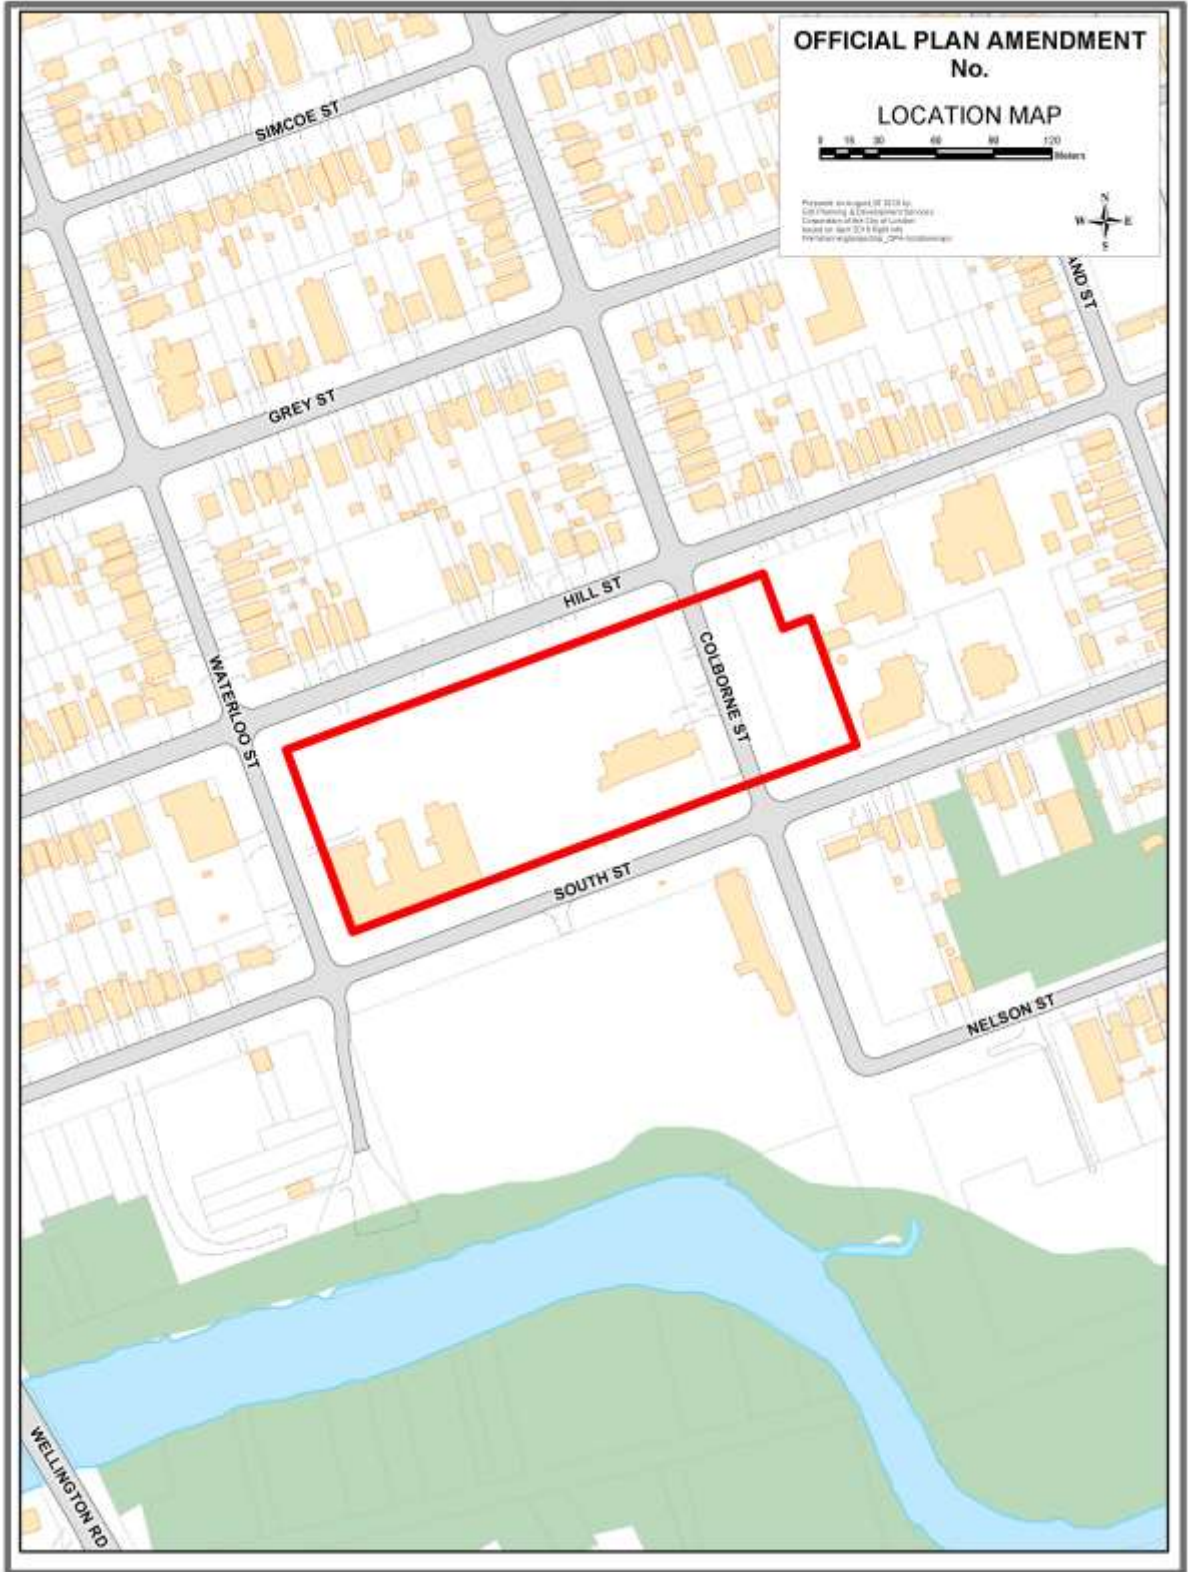 OFFICIAL PLAN AMENDMENT
No.
LOCATION MAP
0 15 30 60 90 120
Meters
N
W E
S
SIMCOE ST
AND ST
GREY ST
HILL ST
COLBORNE ST
WATERLOO ST
SOUTH ST
NELSON ST
WELLINGTON RD